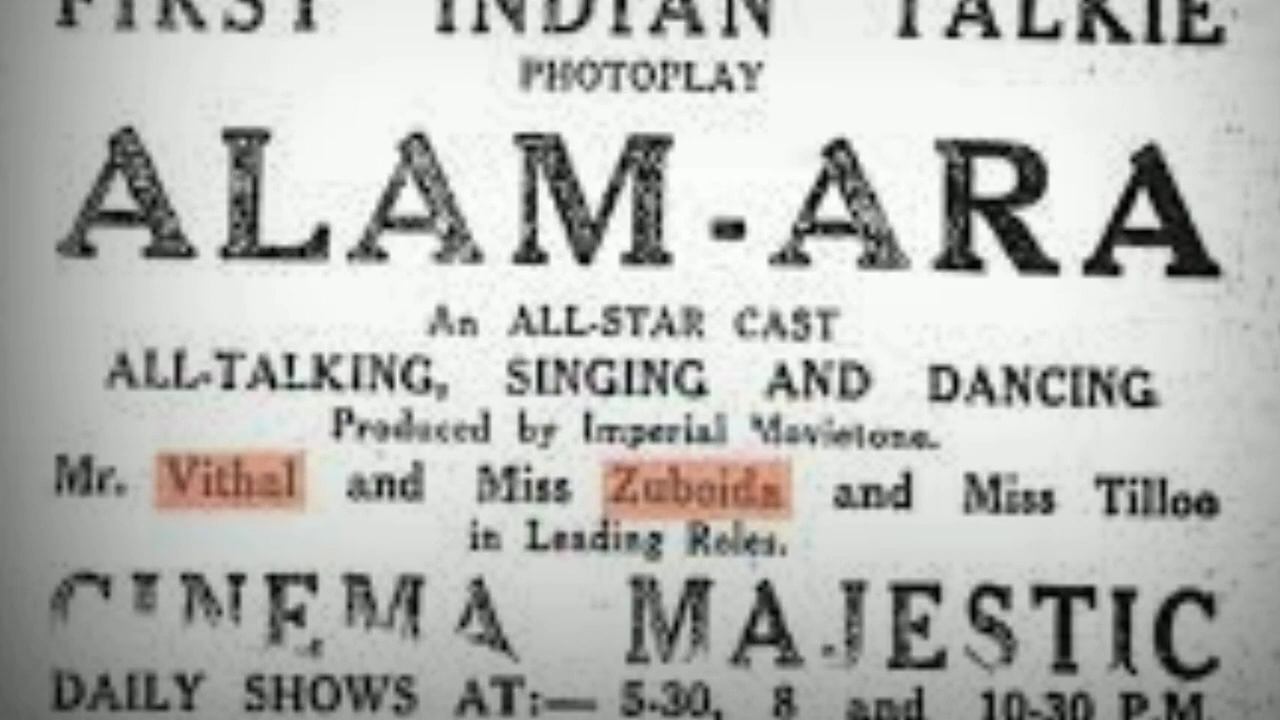 FIRST INDIAN TALKIE
PHOTOPLAY
ALAM-ARA
An ALL-STAR CAST
ALL-TALKING, SINGING AND DANCING
Produced by Imperial Movietone.
Mr. Vithal and Miss Zubeida and Miss Tilloo
in Leading Roles.
CINEMA MAJESTIC
DAILY SHOWS AT:— 5-30, 8 and 10-30 P.M.